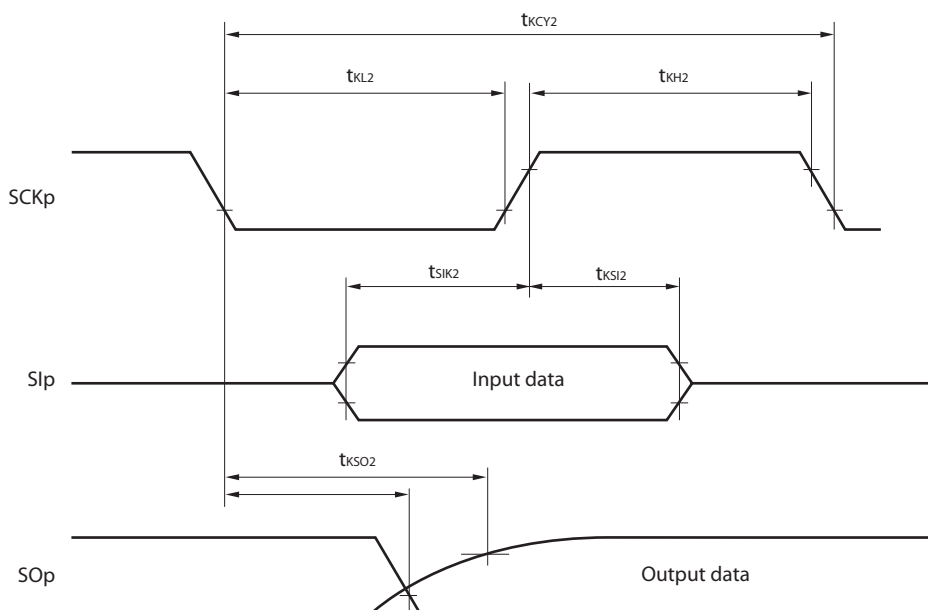 tKCY2
tKL2
tKH2
SCKp
tSIK2
tKSI2
SIp
Input data
tKSO2
SOp
Output data